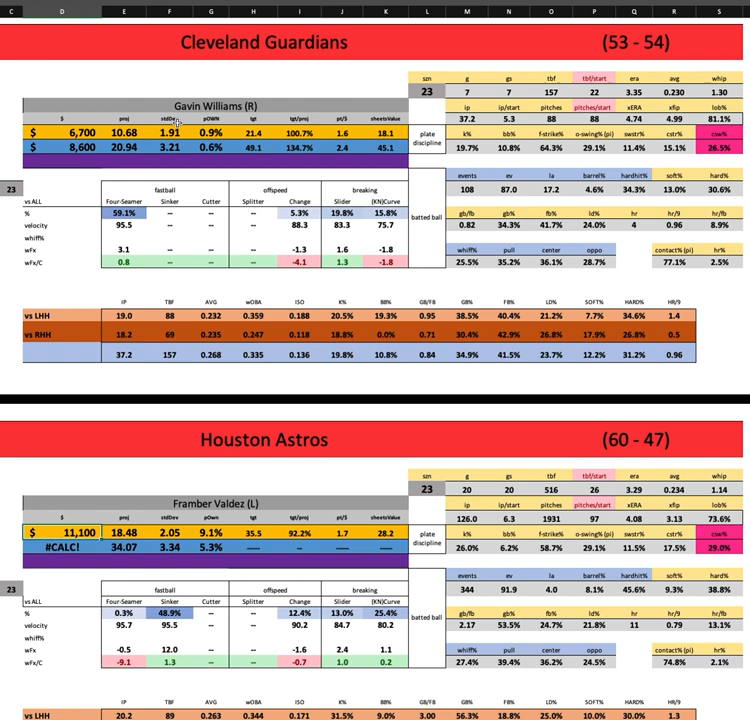 C D E F G H I J K L M N O P Q R S
Cleveland Guardians (53 - 54)
szn g gs tbf tbf/start era avg whip
23 7 7 157 22 3.35 0.230 1.30
Gavin Williams (R) ip ip/start pitches pitches/start xERA xfip lob%
$ proj stdDev pOWN tgt tgt/proj pt/$ sheetsValue 37.2 5.3 88 88 4.74 4.99 81.1%
$ 6,700 10.68 1.91 0.9% 21.4 100.7% 1.6 18.1 plate discipline k% bb% f-strike% o-swing% (pi) swstr% cstr% csw%
$ 8,600 20.94 3.21 0.6% 49.1 134.7% 2.4 45.1 19.7% 10.8% 64.3% 29.1% 11.4% 15.1% 26.5%
events ev la barrel% hardhit% soft% hard%
23 fastball offspeed breaking 108 87.0 17.2 4.6% 34.3% 13.0% 30.6%
vs ALL Four-Seamer Sinker Cutter Splitter Change Slider (KN)Curve
% 59.1% -- -- -- 5.3% 19.8% 15.8% batted ball gb/fb gb% fb% ld% hr hr/9 hr/fb
velocity 95.5 -- -- -- 88.3 83.3 75.7 0.82 34.3% 41.7% 24.0% 4 0.96 8.9%
whiff%
wFx 3.1 -- -- -- -1.3 1.6 -1.8 whiff% pull center oppo contact% (pi) hr%
wFx/C 0.8 -- -- -- -4.1 1.3 -1.8 25.5% 35.2% 36.1% 28.7% 77.1% 2.5%
IP TBF AVG wOBA ISO K% BB% GB/FB GB% FB% LD% SOFT% HARD% HR/9
vs LHH 19.0 88 0.232 0.359 0.188 20.5% 19.3% 0.95 38.5% 40.4% 21.2% 7.7% 34.6% 1.4
vs RHH 18.2 69 0.235 0.247 0.118 18.8% 0.0% 0.71 30.4% 42.9% 26.8% 17.9% 26.8% 0.5
37.2 157 0.268 0.335 0.136 19.8% 10.8% 0.84 34.9% 41.5% 23.7% 12.2% 31.2% 0.96
Houston Astros (60 - 47)
szn g gs tbf tbf/start era avg whip
23 20 20 516 26 3.29 0.234 1.14
Framber Valdez (L) ip ip/start pitches pitches/start xERA xfip lob%
$ proj stdDev pOwn tgt tgt/proj pt/$ sheetsValue 126.0 6.3 1931 97 4.08 3.13 73.6%
$ 11,100 18.48 2.05 9.1% 35.5 92.2% 1.7 28.2 plate discipline k% bb% f-strike% o-swing% (pi) swstr% cstr% csw%
#CALC! 34.07 3.34 5.3% ---- ---- -- ---- 26.0% 6.2% 58.7% 29.1% 11.5% 17.5% 29.0%
events ev la barrel% hardhit% soft% hard%
23 fastball offspeed breaking 344 91.9 4.0 8.1% 45.6% 9.3% 38.8%
vs ALL Four-Seamer Sinker Cutter Splitter Change Slider (KN)Curve
% 0.3% 48.9% -- -- 12.4% 13.0% 25.4% batted ball gb/fb gb% fb% ld% hr hr/9 hr/fb
velocity 95.7 95.5 -- -- 90.2 84.7 80.2 2.17 53.5% 24.7% 21.8% 11 0.79 13.1%
whiff%
wFx -0.5 12.0 -- -- -1.6 2.4 1.1 whiff% pull center oppo contact% (pi) hr%
wFx/C -9.1 1.3 -- -- -0.7 1.0 0.2 27.4% 39.4% 36.2% 24.5% 74.8% 2.1%
IP TBF AVG wOBA ISO K% BB% GB/FB GB% FB% LD% SOFT% HARD% HR/9
vs LHH 20.2 89 0.263 0.344 0.171 31.5% 9.0% 3.00 56.3% 18.8% 25.0% 10.0% 30.0% 1.3